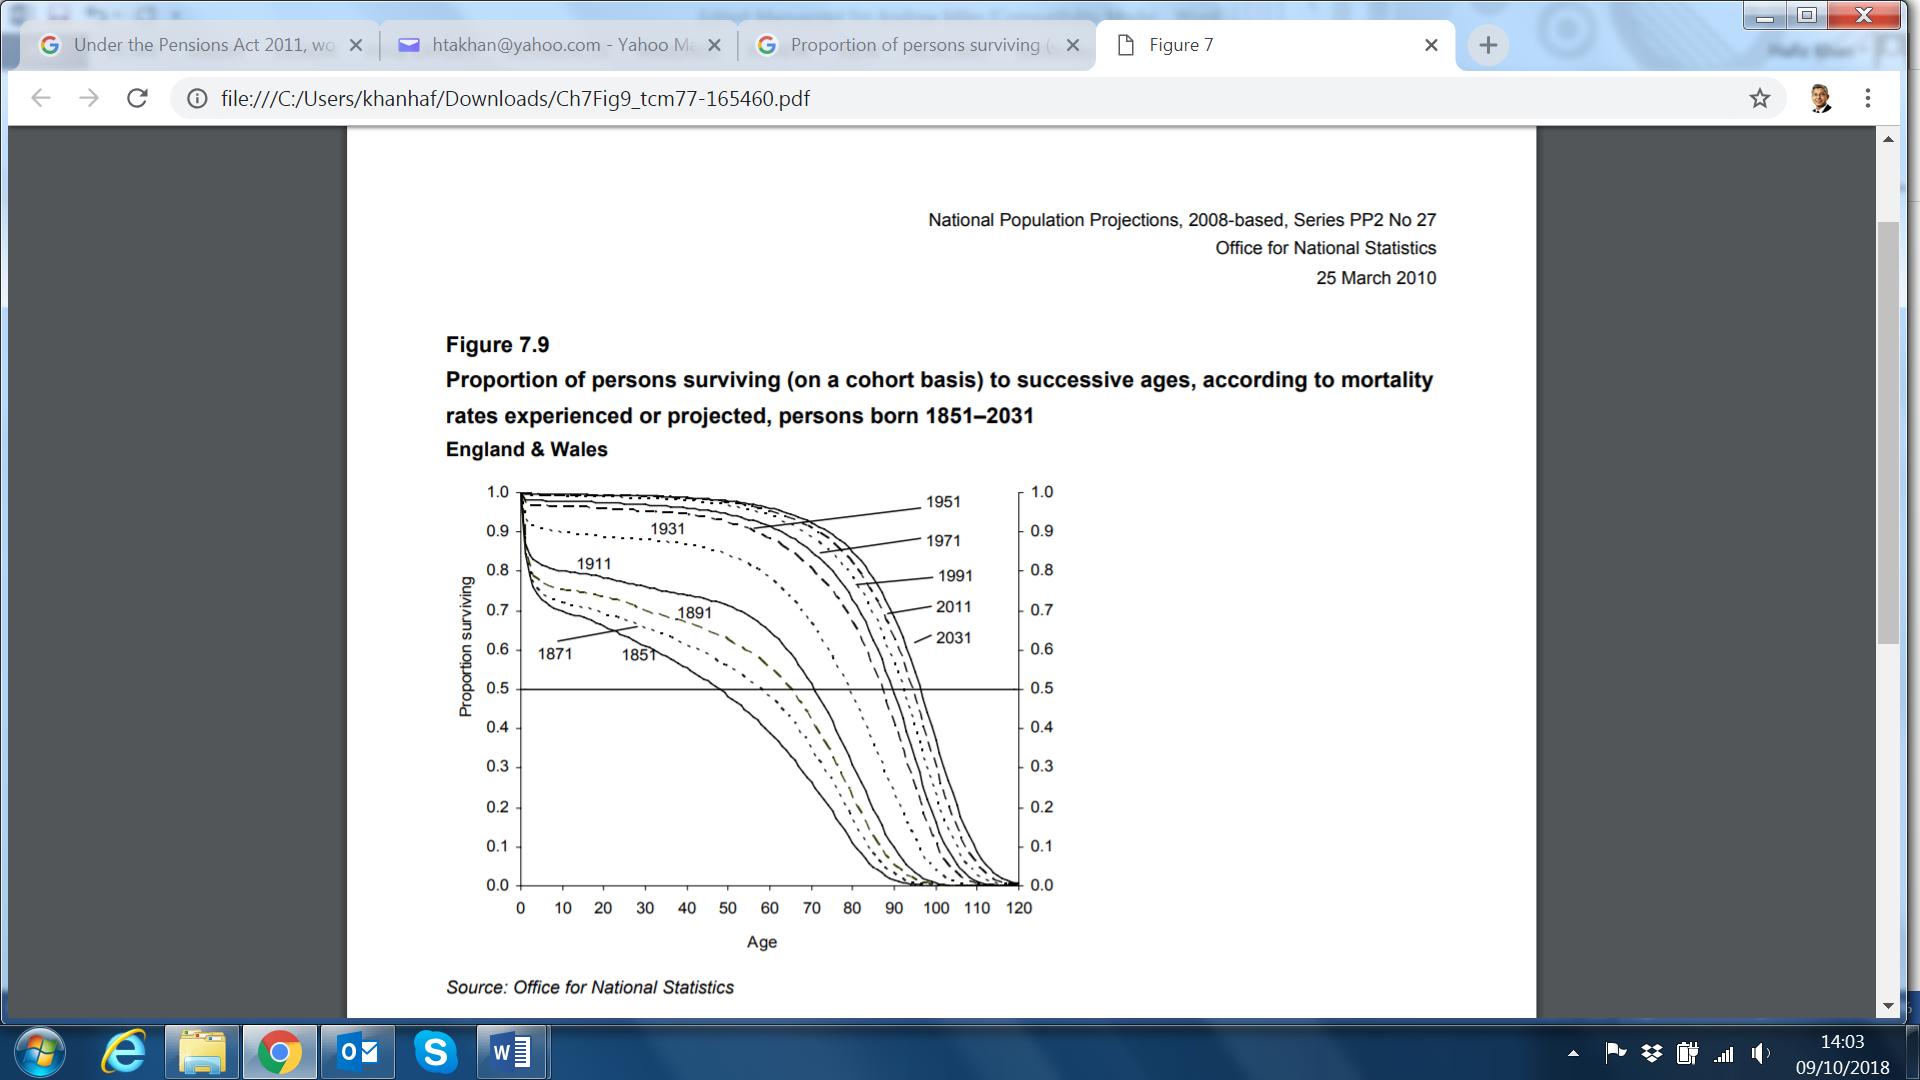 Under the Pensions Act 2011, wo
htakhan@yahoo.com - Yahoo Ma
Proportion of persons surviving (
Figure 7
file:///C:/Users/khanhaf/Downloads/Ch7Fig9_tcm77-165460.pdf
National Population Projections, 2008-based, Series PP2 No 27
Office for National Statistics
25 March 2010
Figure 7.9
Proportion of persons surviving (on a cohort basis) to successive ages, according to mortality
rates experienced or projected, persons born 1851–2031
England & Wales
1.0 1.0
1951
0.9 1931 0.9
1971
1911
0.8 1991 0.8
2011
0.7 1891 0.7
2031
0.6 1871 1851 0.6
0.5 0.5
0.4 0.4
0.3 0.3
0.2 0.2
0.1 0.1
0.0 0.0
Proportion surviving
0 10 20 30 40 50 60 70 80 90 100 110 120
Age
Source: Office for National Statistics
14:03
09/10/2018